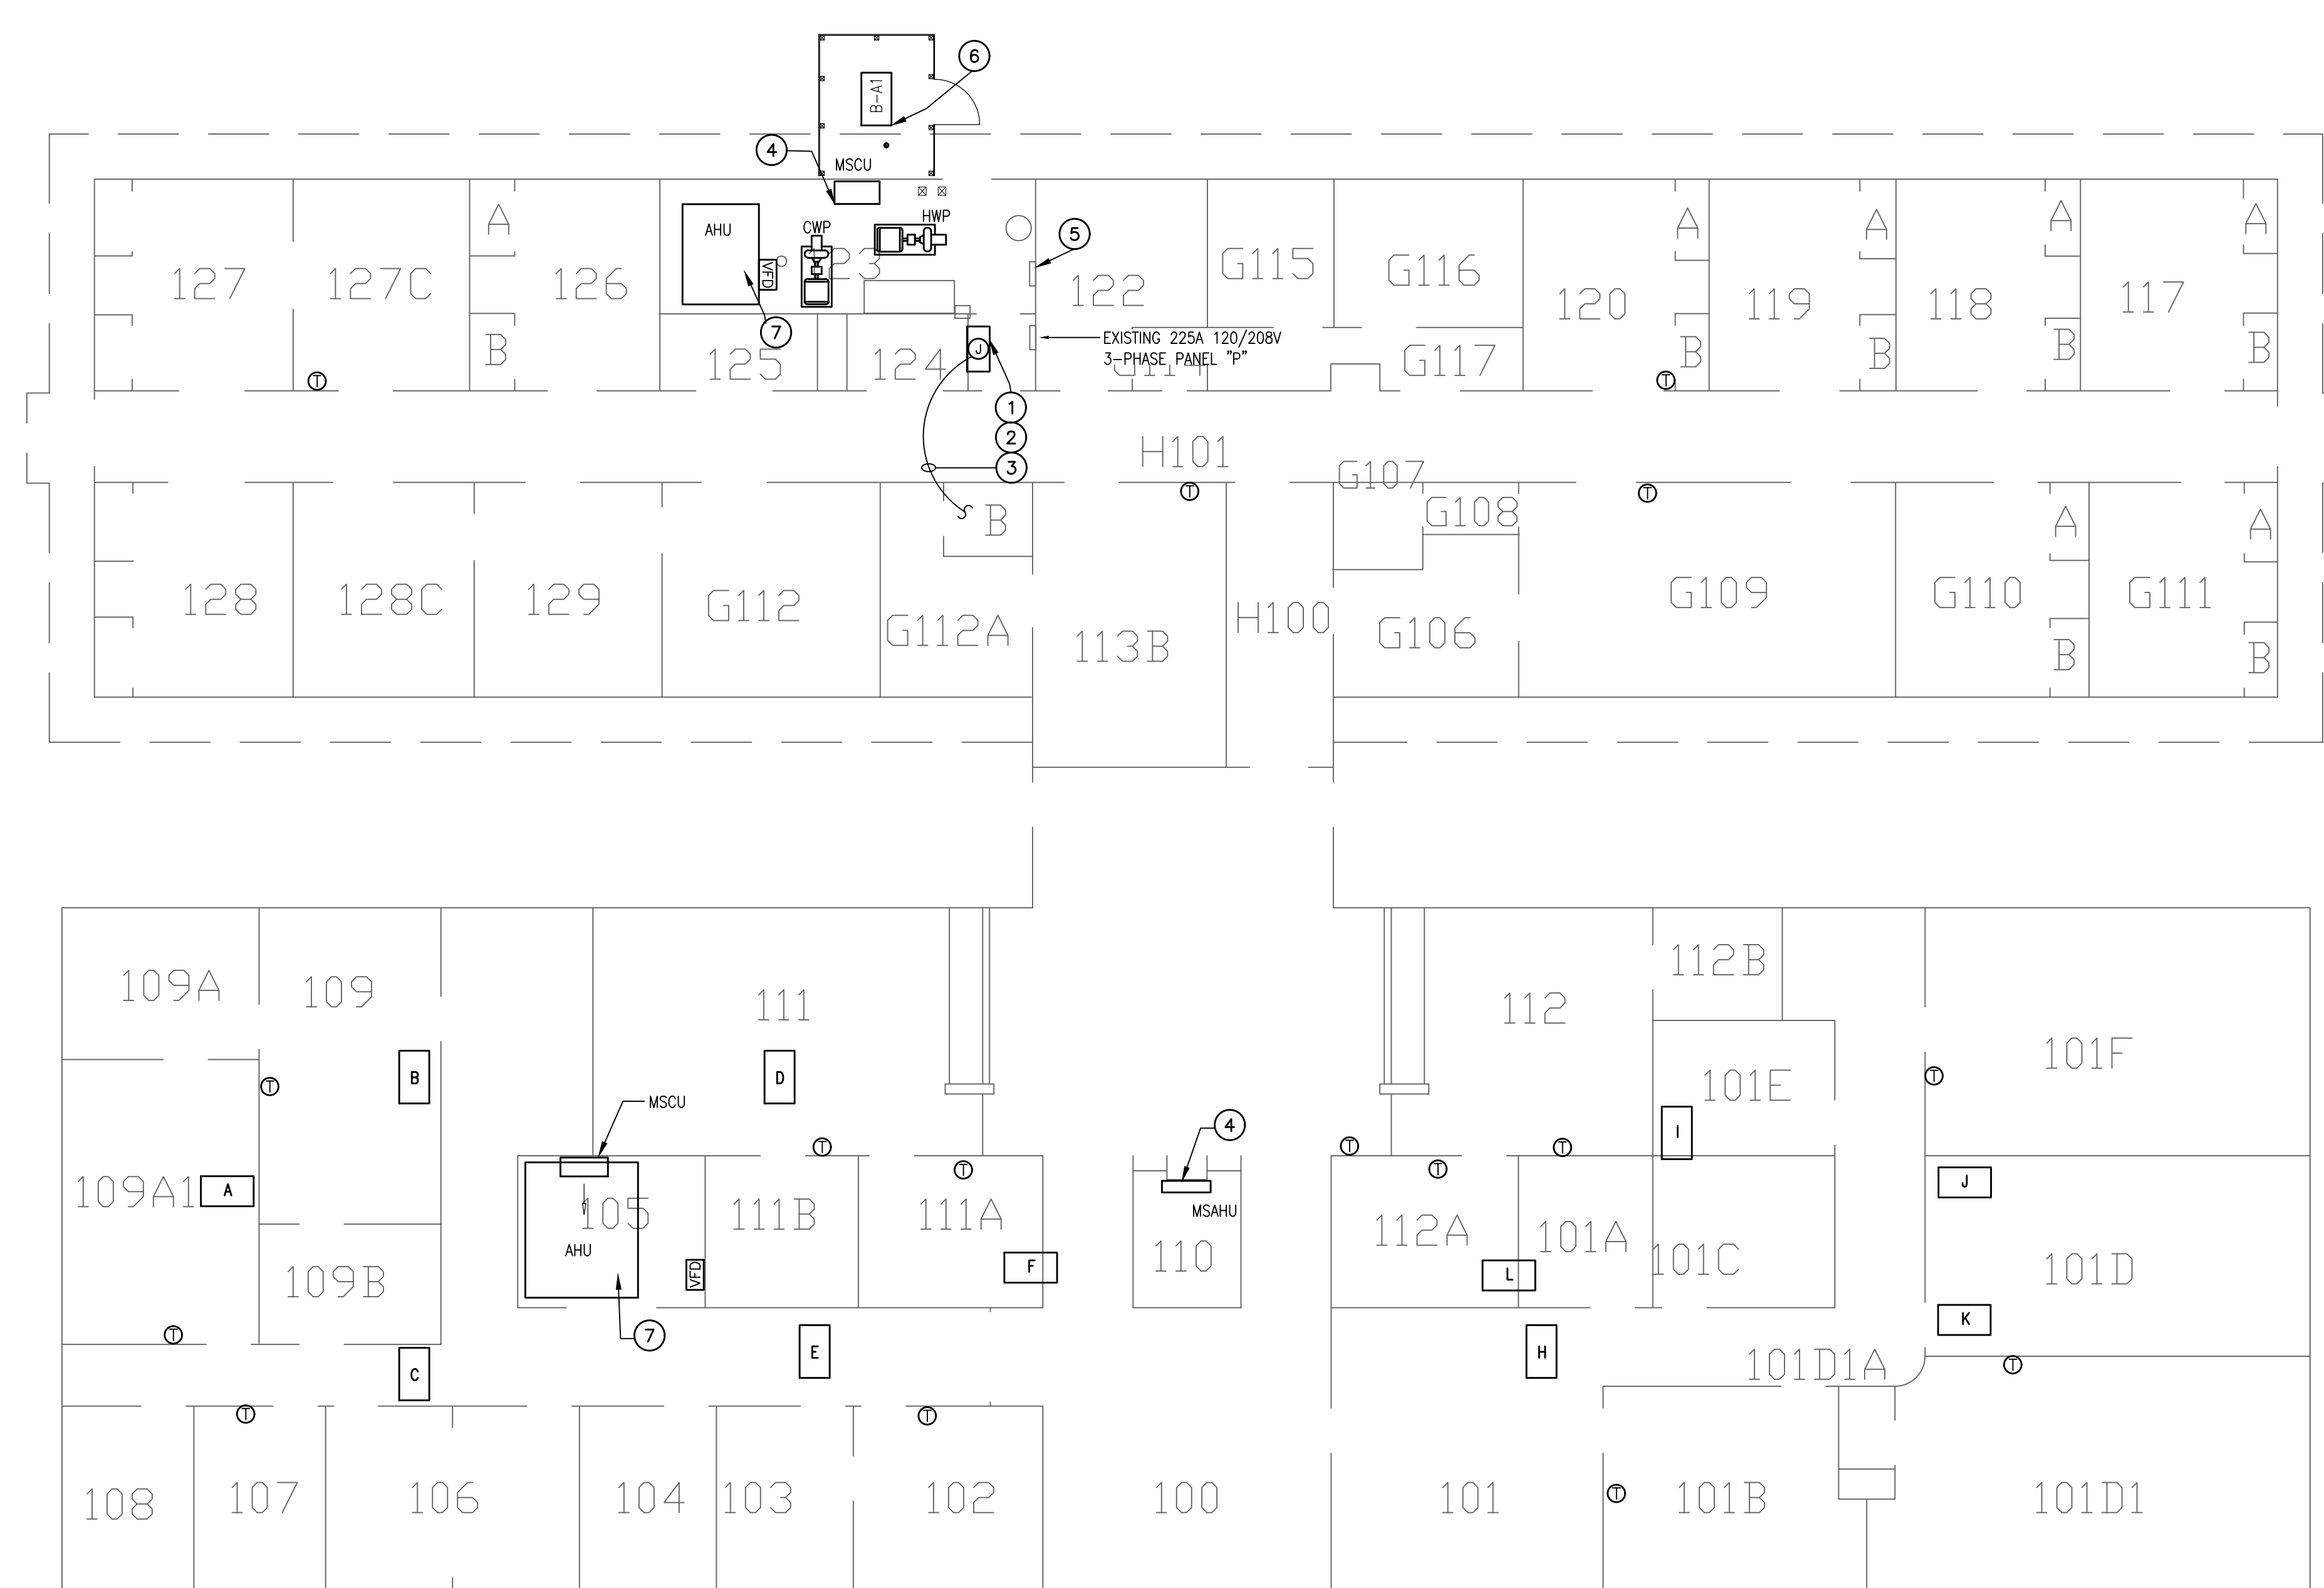 6
B-A1
4
MSCU
AHU
CWP
HWP
5
VFD
23
A
A
A
A
A
127
127C
126
7
122
G115
G116
120
119
118
117
EXISTING 225A 120/208V
3-PHASE PANEL "P"
B
125
124
J
G117
B
B
B
B
T
T
1
2
3
H101
G107
T
T
G108
B
A
A
128
128C
129
G112
G112A
113B
H100
G106
G109
G110
G111
B
B
109A
109
111
112
112B
101F
B
D
101E
T
T
MSCU
4
I
T
T
T
T
T
109A1
A
105
111B
111A
MSAHU
J
AHU
VFD
F
110
112A
101A
101C
L
101D
109B
T
7
E
H
K
C
101D1A
T
T
T
108
107
106
104
103
102
100
101
T
101B
101D1